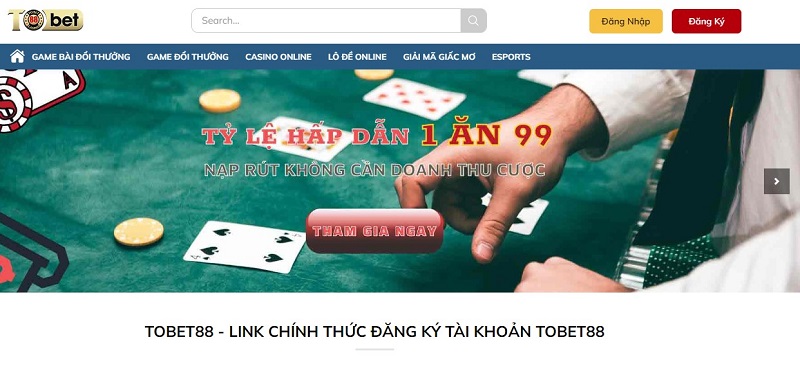 TO88bet
Search...
Đăng Nhập
Đăng Ký
GAME BÀI ĐỔI THƯỞNG
GAME ĐỔI THƯỞNG
CASINO ONLINE
LÔ ĐỀ ONLINE
GIẢI MÃ GIẤC MƠ
ESPORTS
TỶ LỆ HẤP DẪN 1 ĂN 99
NẠP RÚT KHÔNG CẦN DOANH THU CƯỢC
THAM GIA NGAY
TOBET88 - LINK CHÍNH THỨC ĐĂNG KÝ TÀI KHOẢN TOBET88